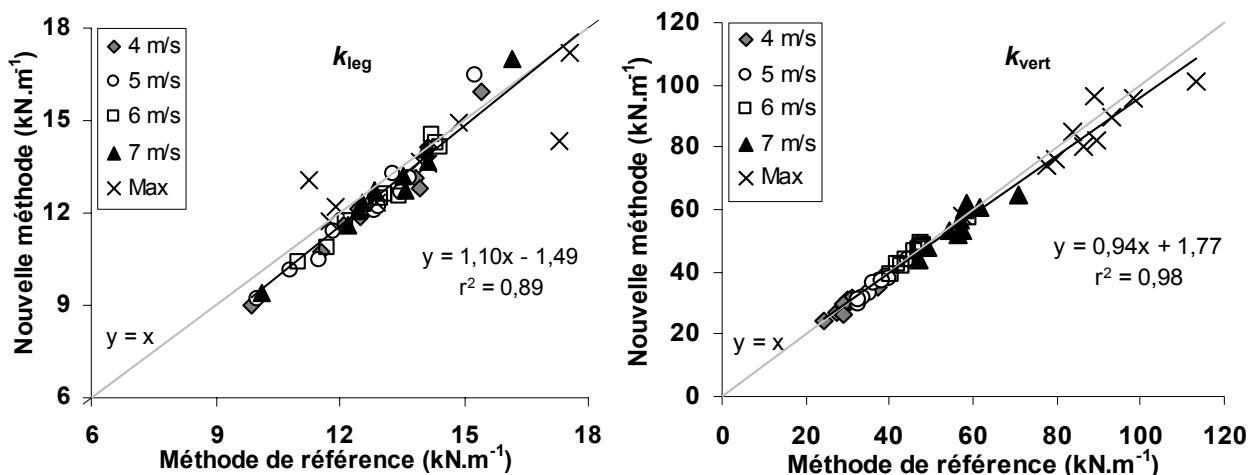 18
15
12
9
6
6
9
12
15
18
Nouvelle méthode (kN.m⁻¹)
Méthode de référence (kN.m⁻¹)
4 m/s
5 m/s
6 m/s
7 m/s
Max
k_leg
y = 1,10x - 1,49
r² = 0,89
y = x
120
100
80
60
40
20
0
0
20
40
60
80
100
120
Nouvelle méthode (kN.m⁻¹)
Méthode de référence (kN.m⁻¹)
4 m/s
5 m/s
6 m/s
7 m/s
Max
k_vert
y = 0,94x + 1,77
r² = 0,98
y = x